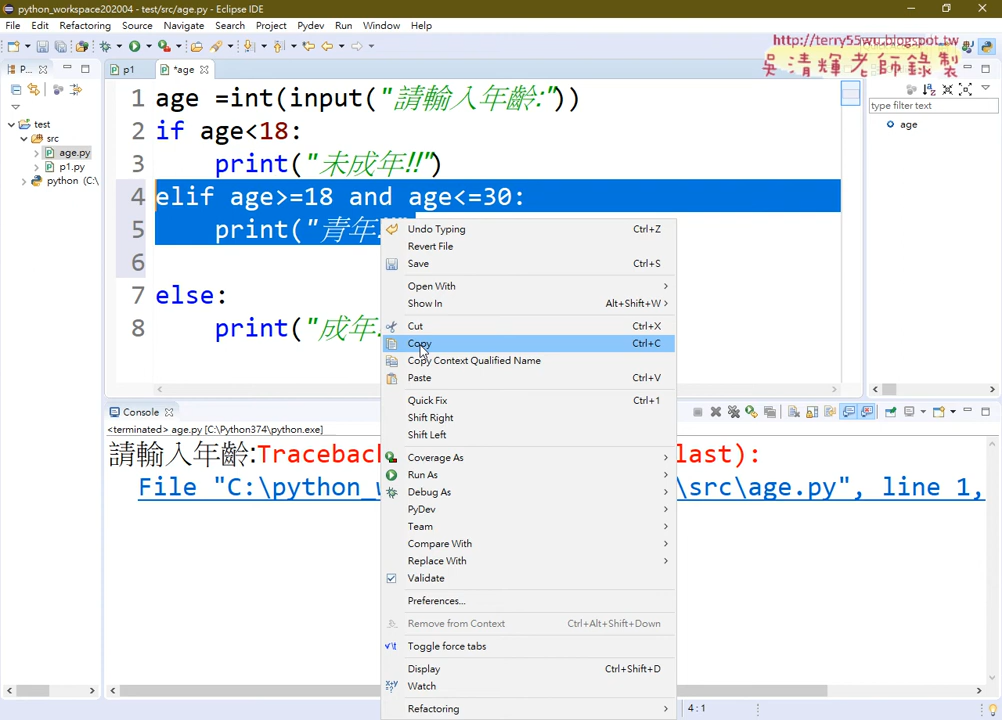 python_workspace202004 - test/src/age.py - Eclipse IDE
File Edit Refactoring Source Navigate Search Project Pydev Run Window Help
http://terry55wu.blogspot.tw
吳清輝老師錄製
P...
p1
*age
test
src
age.py
p1.py
python (C:\
1 age =int(input("請輸入年齡:"))
2 if age<18:
3 print("未成年!!")
4 elif age>=18 and age<=30:
5 print("青年
6
7 else:
8 print("成年
type filter text
age
Undo Typing Ctrl+Z
Revert File
Save Ctrl+S
Open With
Show In Alt+Shift+W
Cut Ctrl+X
Copy Ctrl+C
Copy Context Qualified Name
Paste Ctrl+V
Quick Fix Ctrl+1
Shift Right
Shift Left
Coverage As
Run As
Debug As
PyDev
Team
Compare With
Replace With
Validate
Preferences...
Remove from Context Ctrl+Alt+Shift+Down
Toggle force tabs
Display Ctrl+Shift+D
Watch
Refactoring
Console
<terminated> age.py [C:\Python374\python.exe]
請輸入年齡:Traceback last):
File "C:\python_ \src\age.py", line 1,
4 : 1